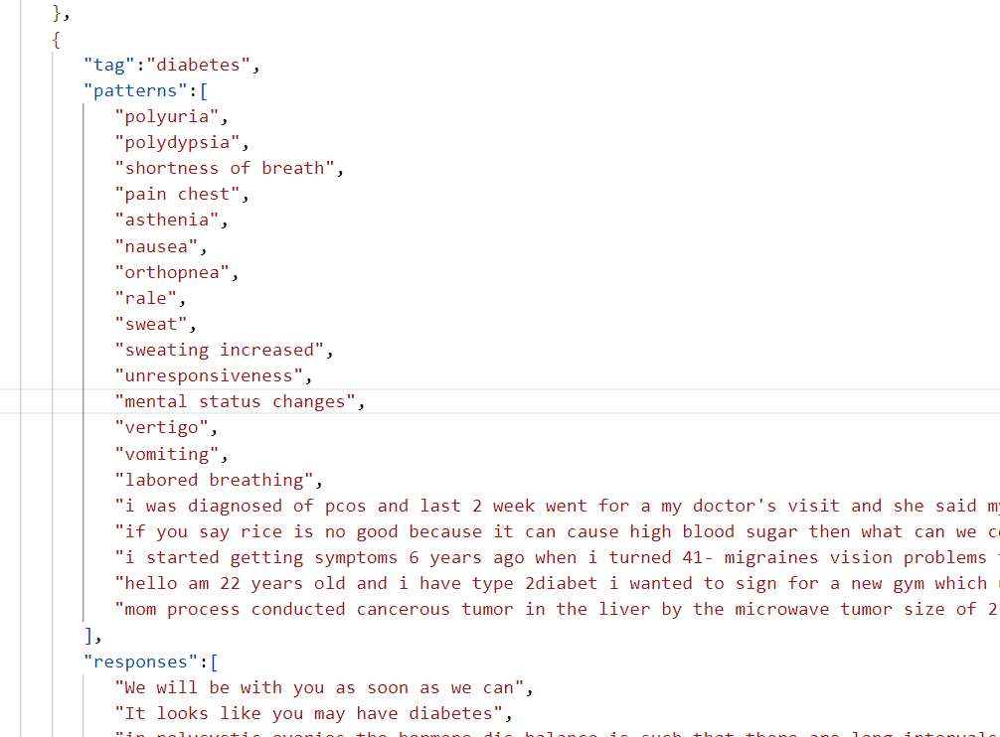 },
{
"tag":"diabetes",
"patterns":[
"polyuria",
"polydypsia",
"shortness of breath",
"pain chest",
"asthenia",
"nausea",
"orthopnea",
"rale",
"sweat",
"sweating increased",
"unresponsiveness",
"mental status changes",
"vertigo",
"vomiting",
"labored breathing",
"i was diagnosed of pcos and last 2 week went for a my doctor's visit and she said
"if you say rice is no good because it can cause high blood sugar then what can we
"i started getting symptoms 6 years ago when i turned 41- migraines vision problems
"hello am 22 years old and i have type 2diabet i wanted to sign for a new gym which
"mom process conducted cancerous tumor in the liver by the microwave tumor size of 2
],
"responses":[
"We will be with you as soon as we can",
"It looks like you may have diabetes",
"in polycystic ovaries the hormone dis balance is such that there are long intervals